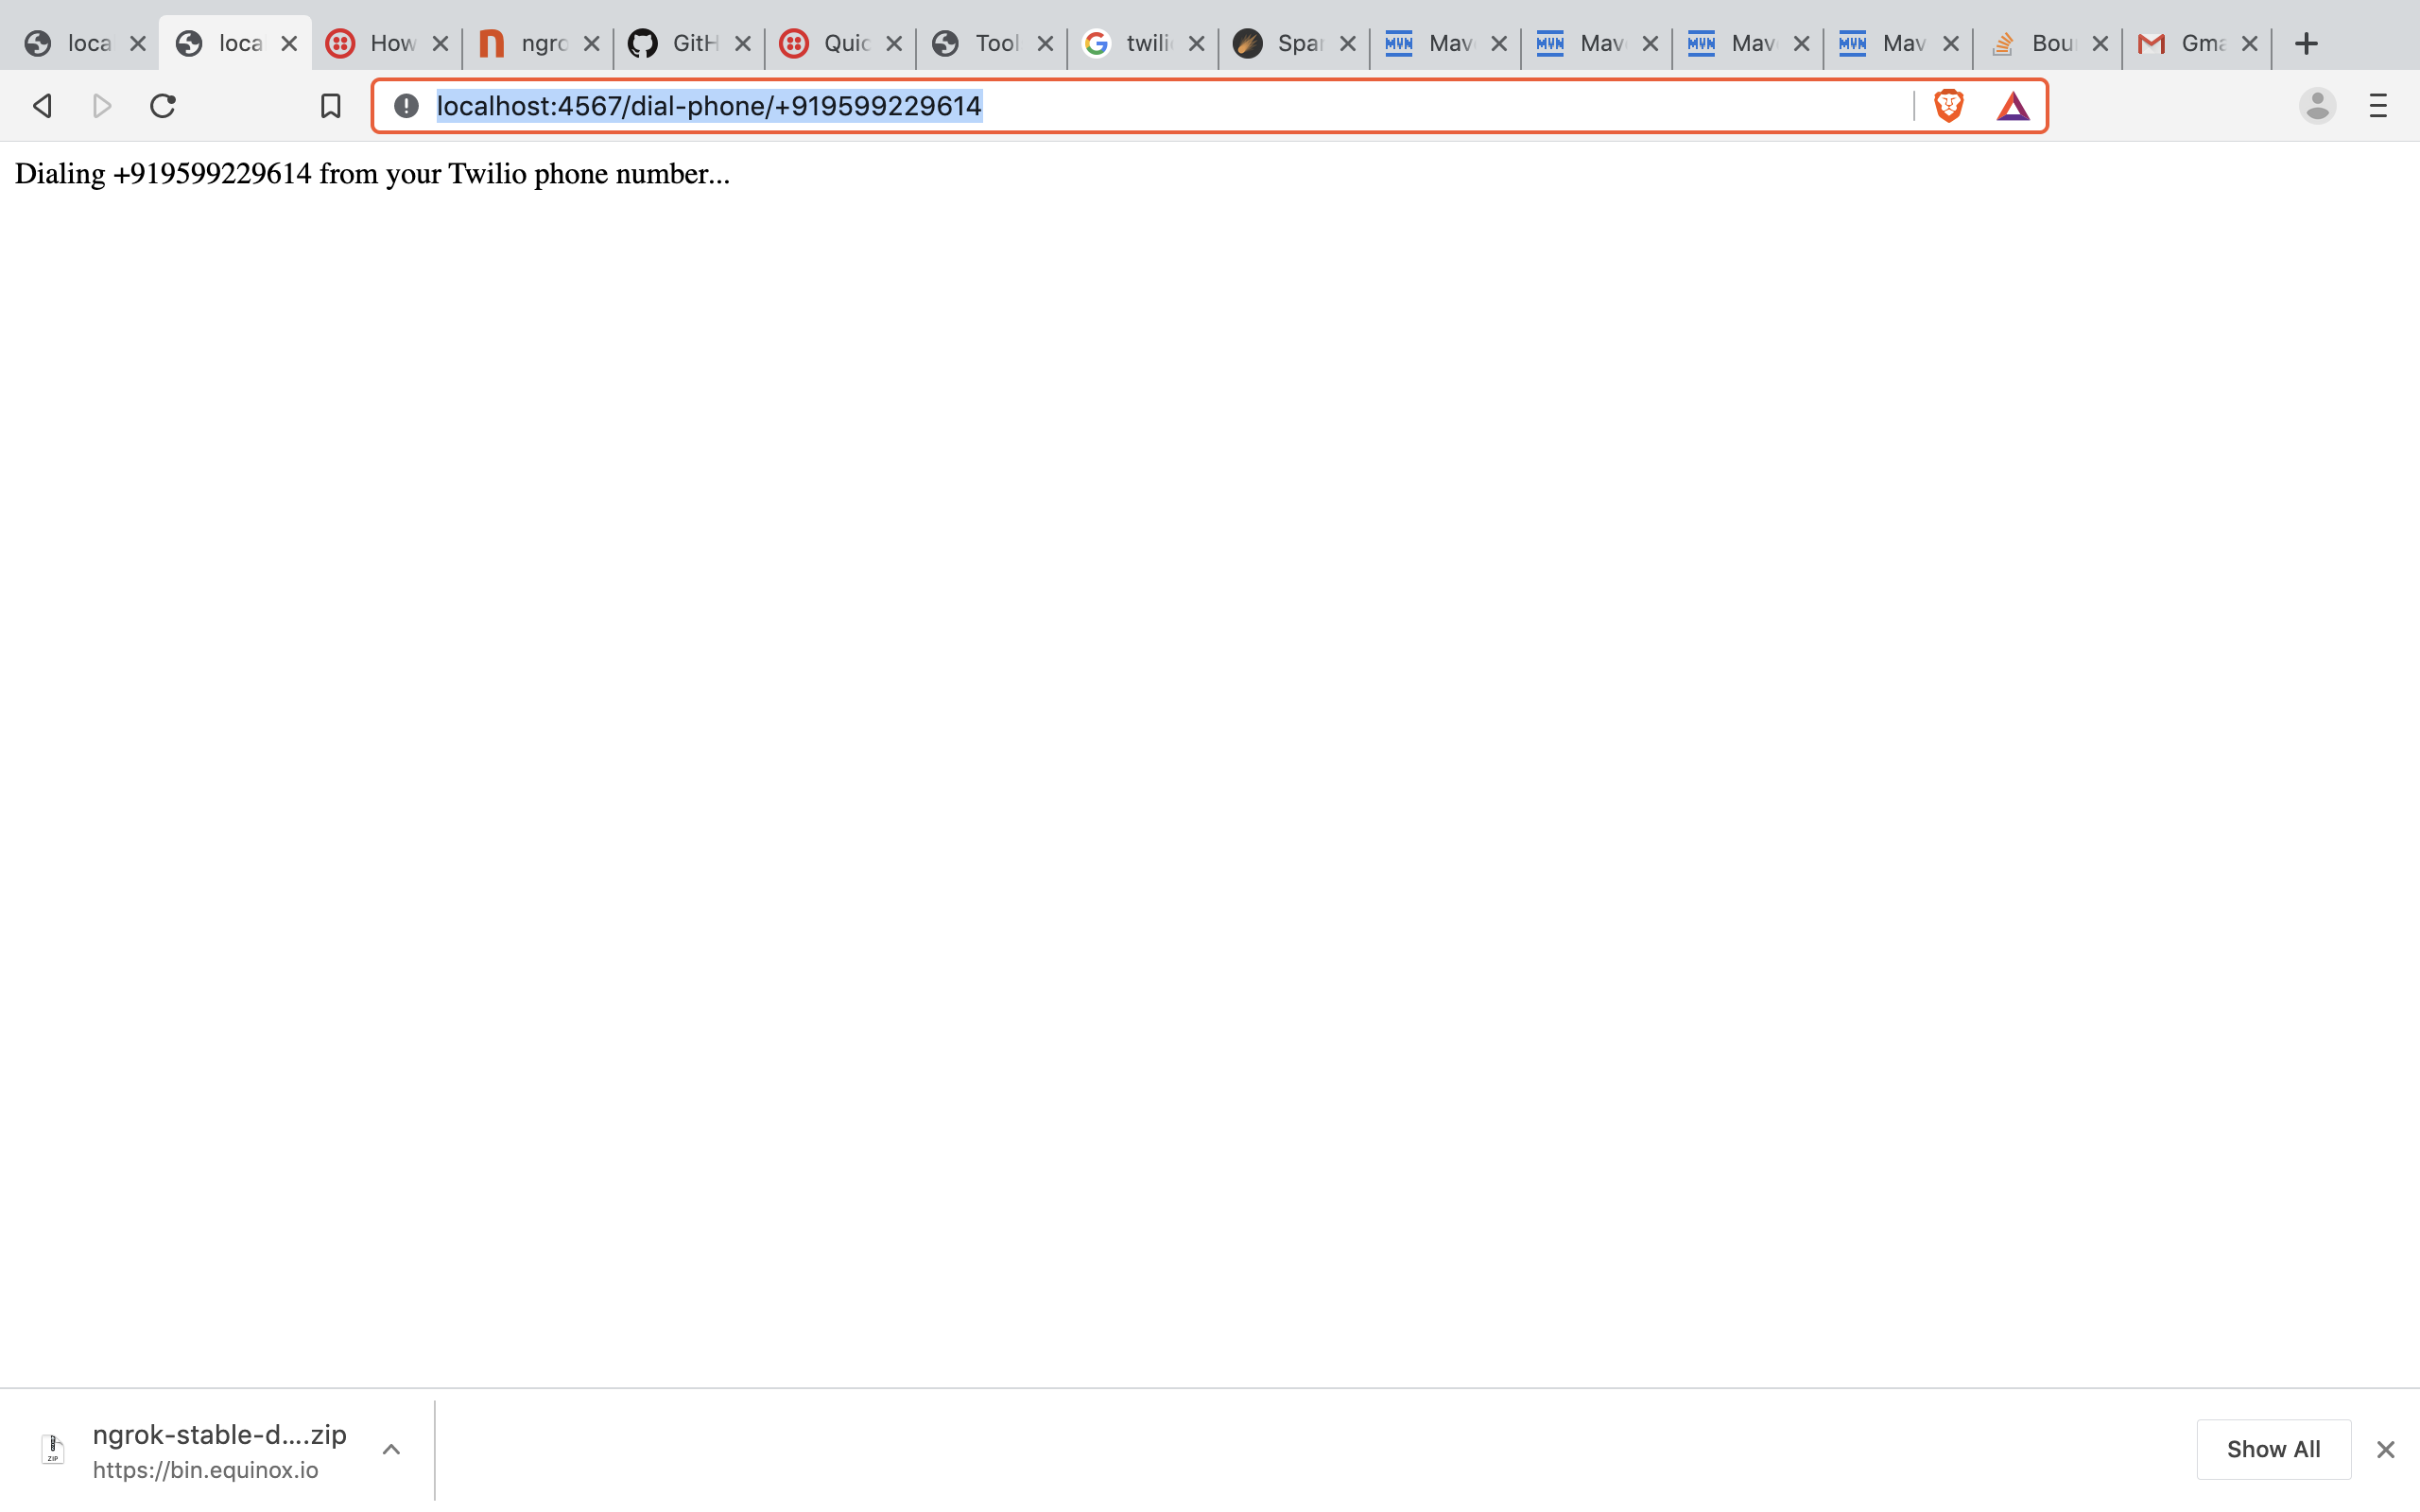 loca
loca
How
ngro
GitH
Quic
Tool
twili
Spar
Mav
Mav
Mav
Mav
Bou
Gma
localhost:4567/dial-phone/+919599229614
Dialing +919599229614 from your Twilio phone number...
ngrok-stable-d....zip
https://bin.equinox.io
ZIP
Show All